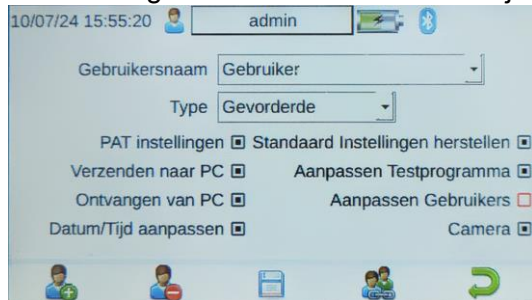 10/07/24 15:55:20 admin
Gebruikersnaam Gebruiker
Type Gevorderde
PAT instellingen Standaard Instellingen herstellen
Verzenden naar PC Aanpassen Testprogramma
Ontvangen van PC Aanpassen Gebruikers
Datum/Tijd aanpassen Camera